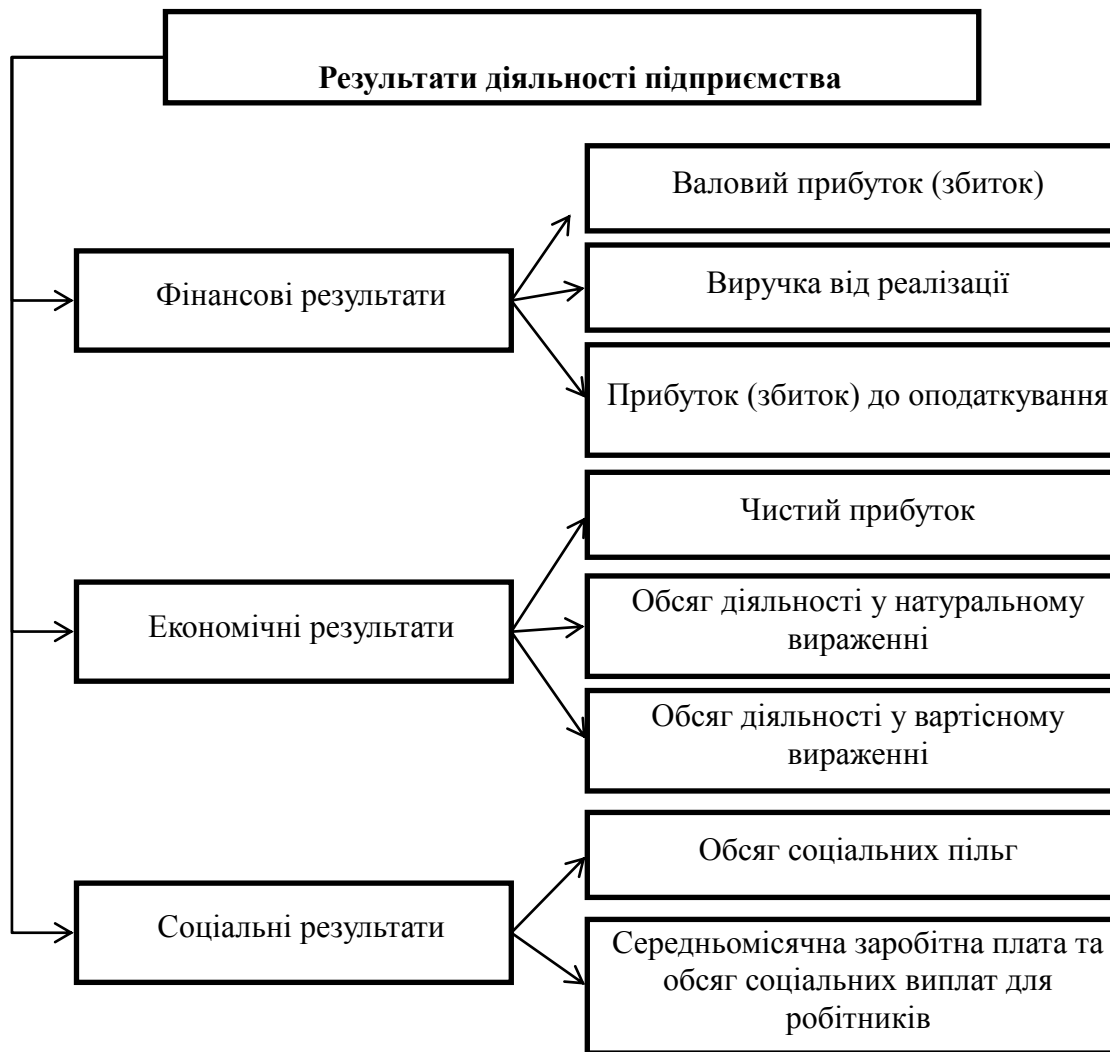 Результати діяльності підприємства
Фінансові результати
Валовий прибуток (збиток)
Виручка від реалізації
Прибуток (збиток) до оподаткування
Економічні результати
Чистий прибуток
Обсяг діяльності у натуральному
вираженні
Обсяг діяльності у вартісному
вираженні
Соціальні результати
Обсяг соціальних пільг
Середньомісячна заробітна плата та
обсяг соціальних виплат для
робітників